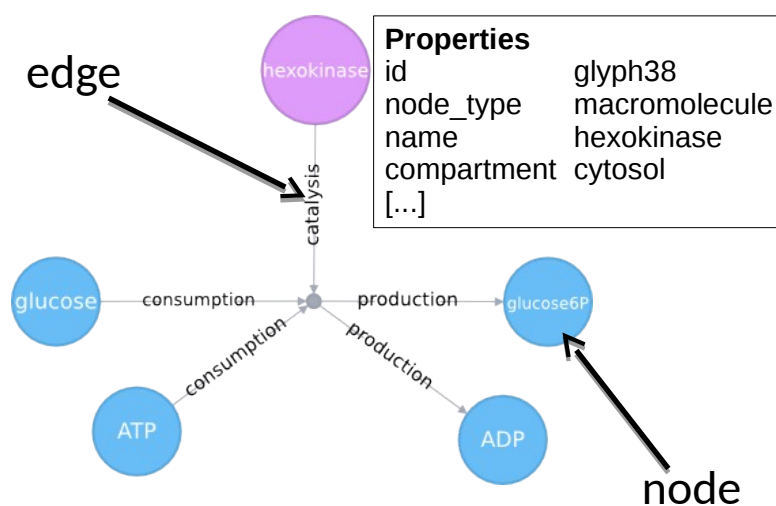 edge
hexokinase
Properties
id glyph38
node_type macromolecule
name hexokinase
compartment cytosol
[...]
catalysis
glucose
consumption
production
glucose6P
consumption
production
ATP
ADP
node